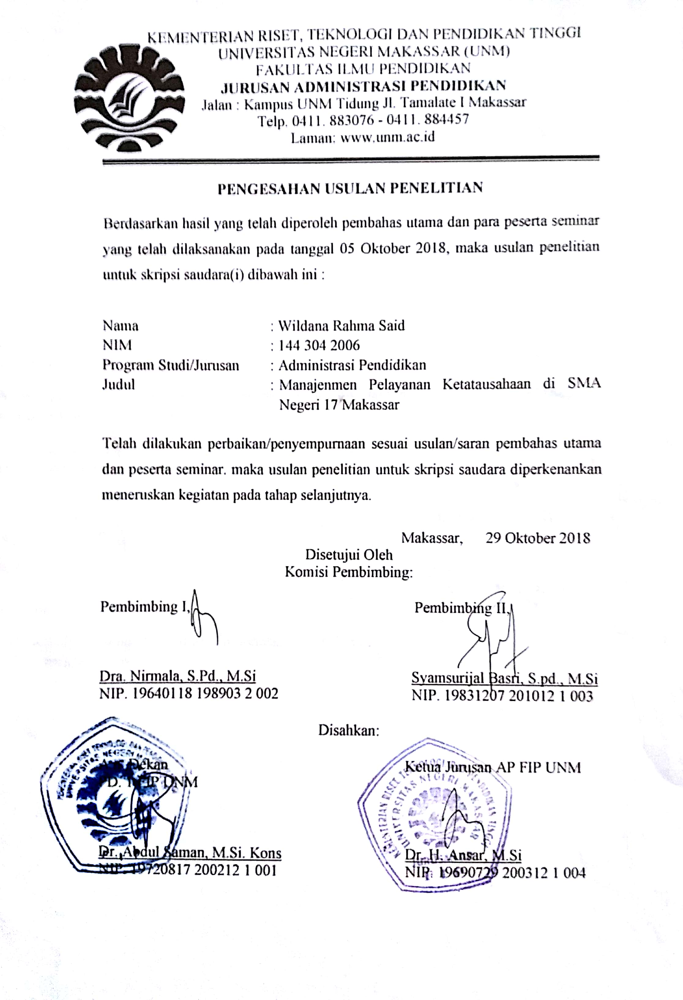 KEMENTERIAN RISET, TEKNOLOGI DAN PENDIDIKAN TINGGI
UNIVERSITAS NEGERI MAKASSAR (UNM)
FAKULTAS ILMU PENDIDIKAN
JURUSAN ADMINISTRASI PENDIDIKAN
Jalan : Kampus UNM Tidung Jl. Tamalate I Makassar
Telp. 0411. 883076 - 0411. 884457
Laman: www.unm.ac.id
PENGESAHAN USULAN PENELITIAN
Berdasarkan hasil yang telah diperoleh pembahas utama dan para peserta seminar
yang telah dilaksanakan pada tanggal 05 Oktober 2018, maka usulan penelitian
untuk skripsi saudara(i) dibawah ini :
Nama : Wildana Rahma Said
NIM : 144 304 2006
Program Studi/Jurusan : Administrasi Pendidikan
Judul : Manajenmen Pelayanan Ketatausahaan di SMA
Negeri 17 Makassar
Telah dilakukan perbaikan/penyempurnaan sesuai usulan/saran pembahas utama
dan peserta seminar. maka usulan penelitian untuk skripsi saudara diperkenankan
meneruskan kegiatan pada tahap selanjutnya.
Makassar, 29 Oktober 2018
Disetujui Oleh
Komisi Pembimbing:
Pembimbing I, Pembimbing II,
Dra. Nirmala, S.Pd., M.Si Syamsurijal Basri, S.pd., M.Si
NIP. 19640118 198903 2 002 NIP. 19831207 201012 1 003
Disahkan:
Dekan Ketua Jurusan AP FIP UNM
UNM
KEMENTERIAN RISET TEKNOLOGI PENDIDIKAN TINGGI
UNIVERSITAS NEGERI MAKASSAR
Dr. Abdul Saman, M.Si. Kons Dr. H. Ansar, M.Si
NIP. 19720817 200212 1 001 NIP. 19690729 200312 1 004